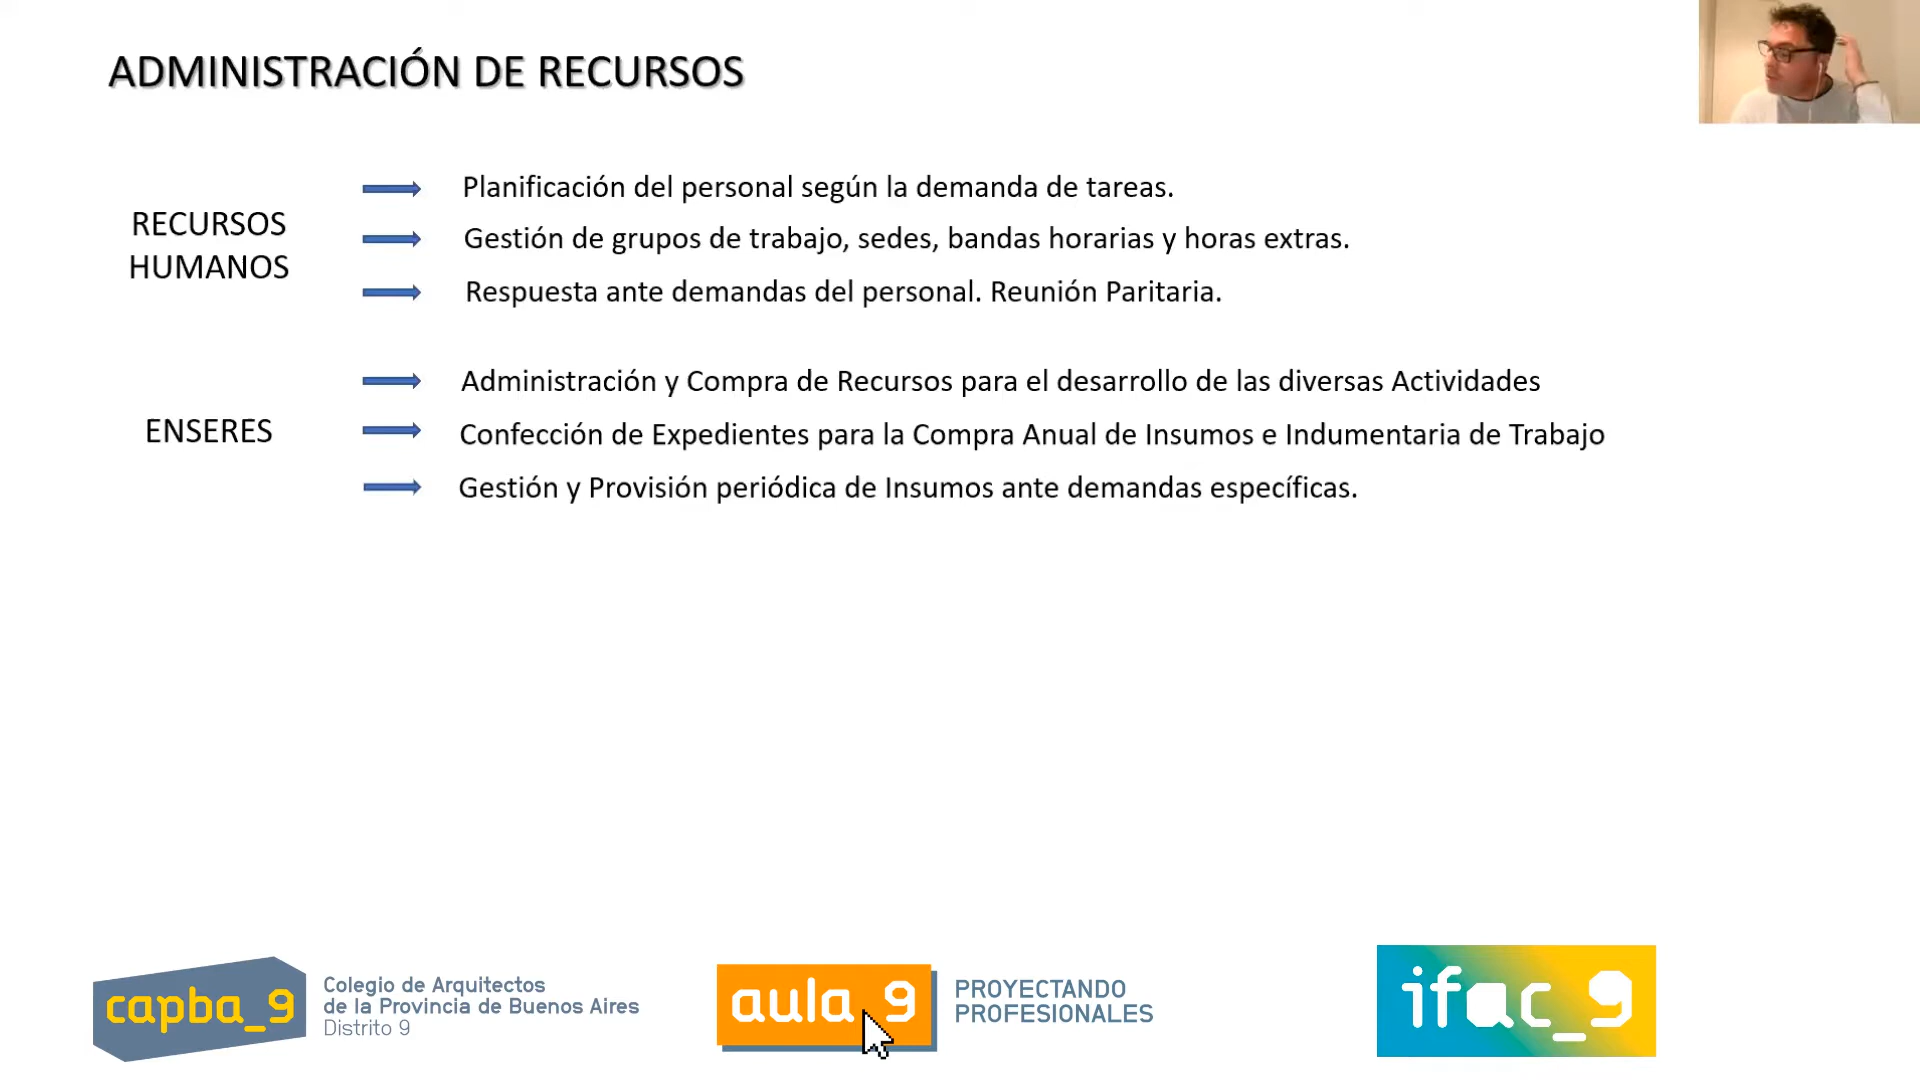 ADMINISTRACIÓN DE RECURSOS
RECURSOS
HUMANOS
Planificación del personal según la demanda de tareas.
Gestión de grupos de trabajo, sedes, bandas horarias y horas extras.
Respuesta ante demandas del personal. Reunión Paritaria.
ENSERES
Administración y Compra de Recursos para el desarrollo de las diversas Actividades
Confección de Expedientes para la Compra Anual de Insumos e Indumentaria de Trabajo
Gestión y Provisión periódica de Insumos ante demandas específicas.
capba_9
Colegio de Arquitectos
de la Provincia de Buenos Aires
Distrito 9
aula_9
PROYECTANDO
PROFESIONALES
ifac_9